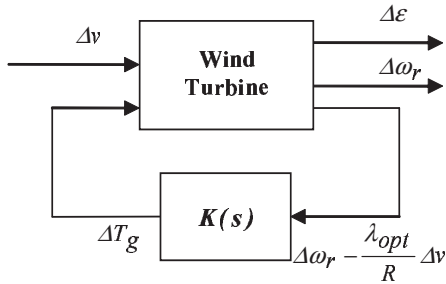 Δv
Wind
Turbine
Δε
Δω_r
K(s)
ΔT_g
Δω_r − λ_opt/R Δv